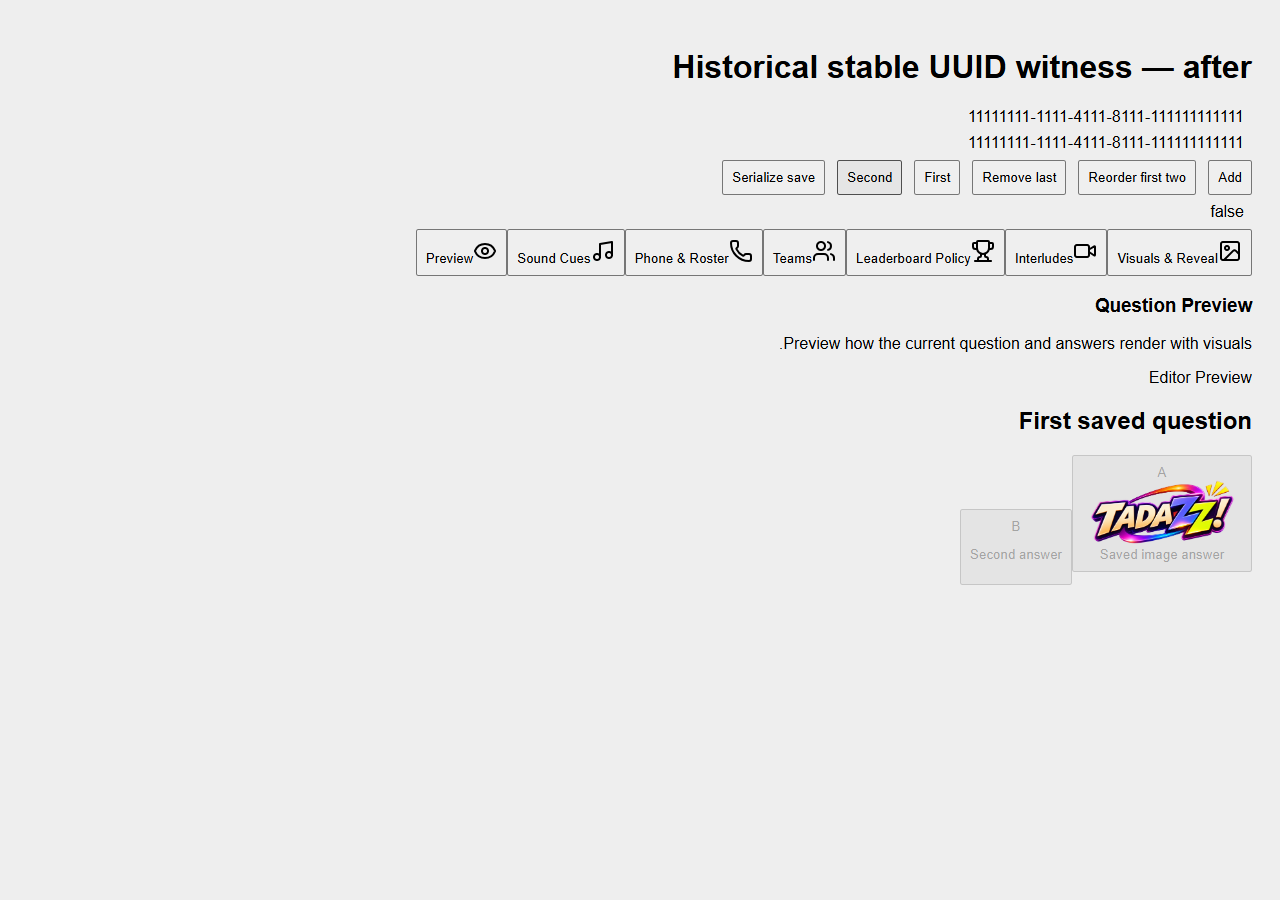 Historical stable UUID witness — after
11111111-1111-4111-8111-111111111111
11111111-1111-4111-8111-111111111111
Add Reorder first two Remove last First Second Serialize save
false
Visuals & Reveal Interludes Leaderboard Policy Teams Phone & Roster Sound Cues Preview
Question Preview
.Preview how the current question and answers render with visuals
Editor Preview
First saved question
A
TADAZZ!
Saved image answer
B
Second answer